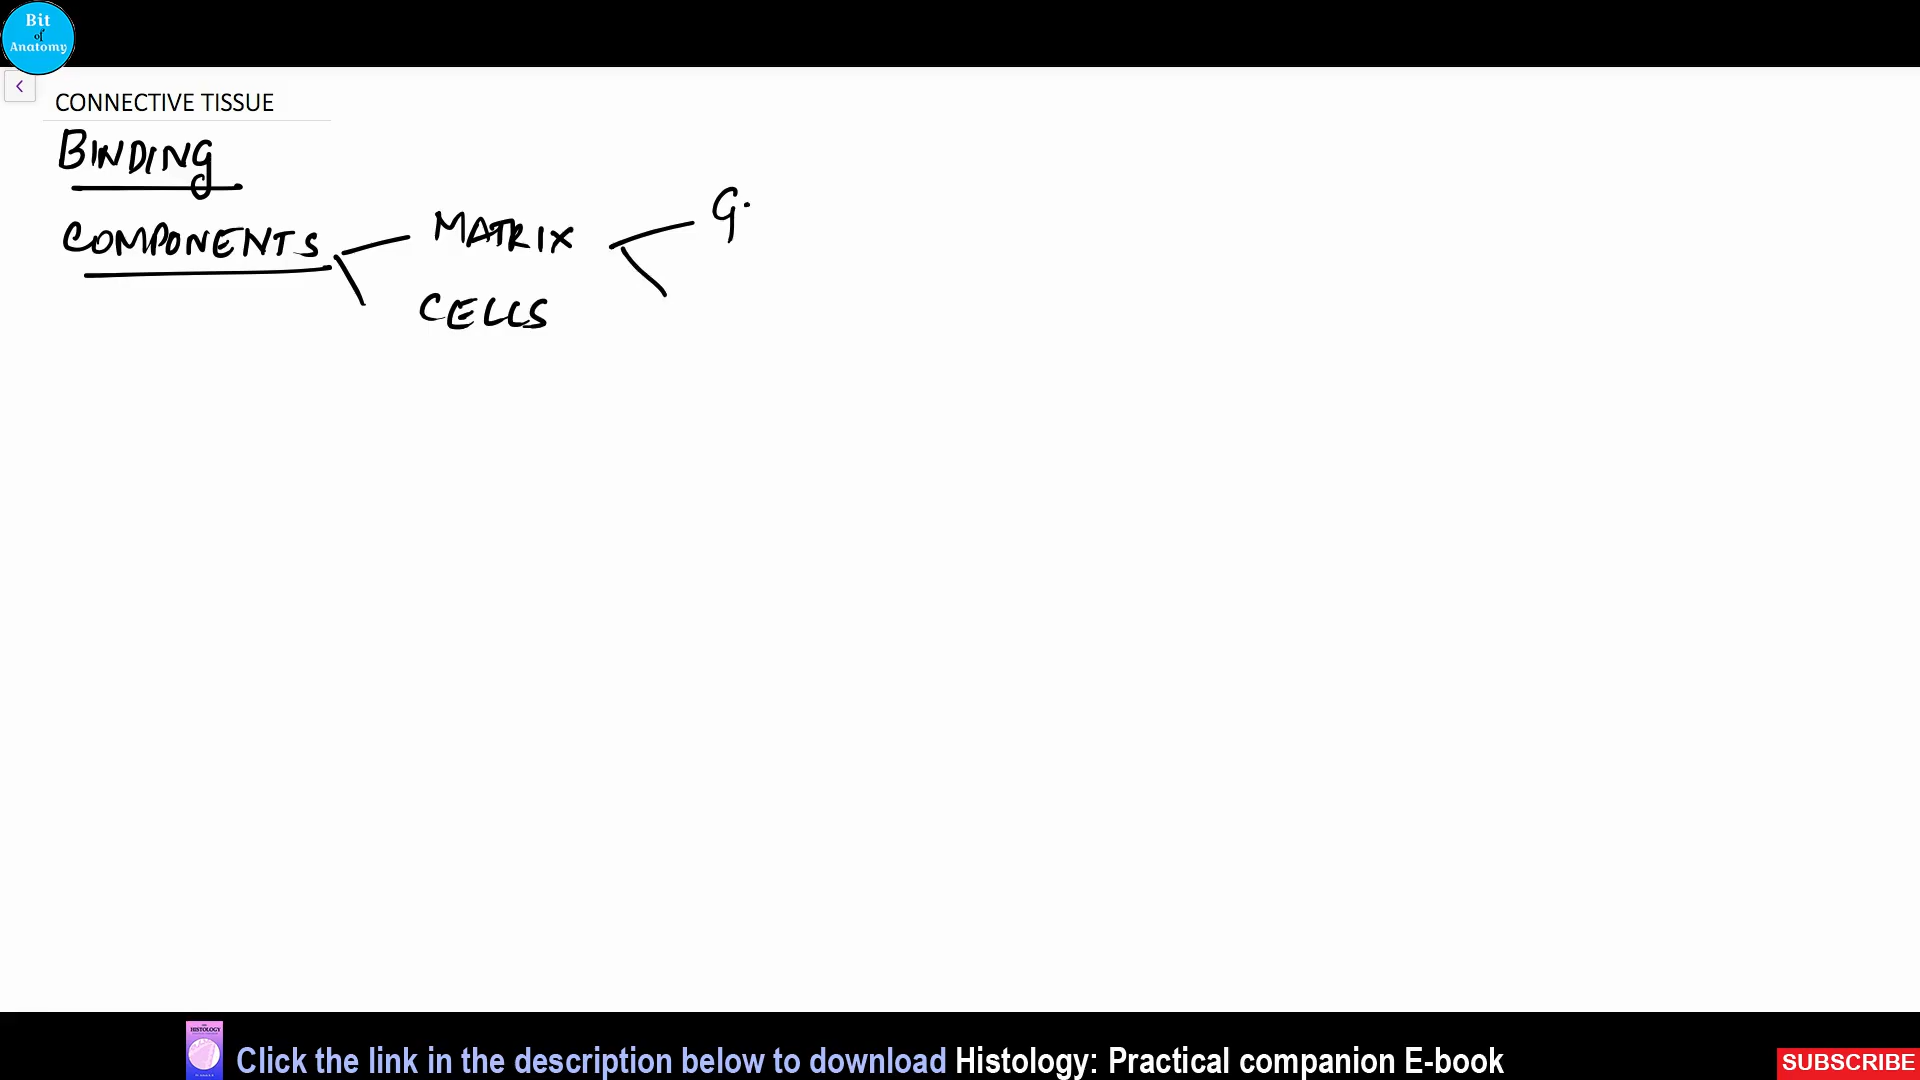 Bit
of
Anatomy
CONNECTIVE TISSUE
BINDING
COMPONENTS
MATRIX
G.
CELLS
HISTOLOGY
Click the link in the description below to download Histology: Practical companion E-book
SUBSCRIBE